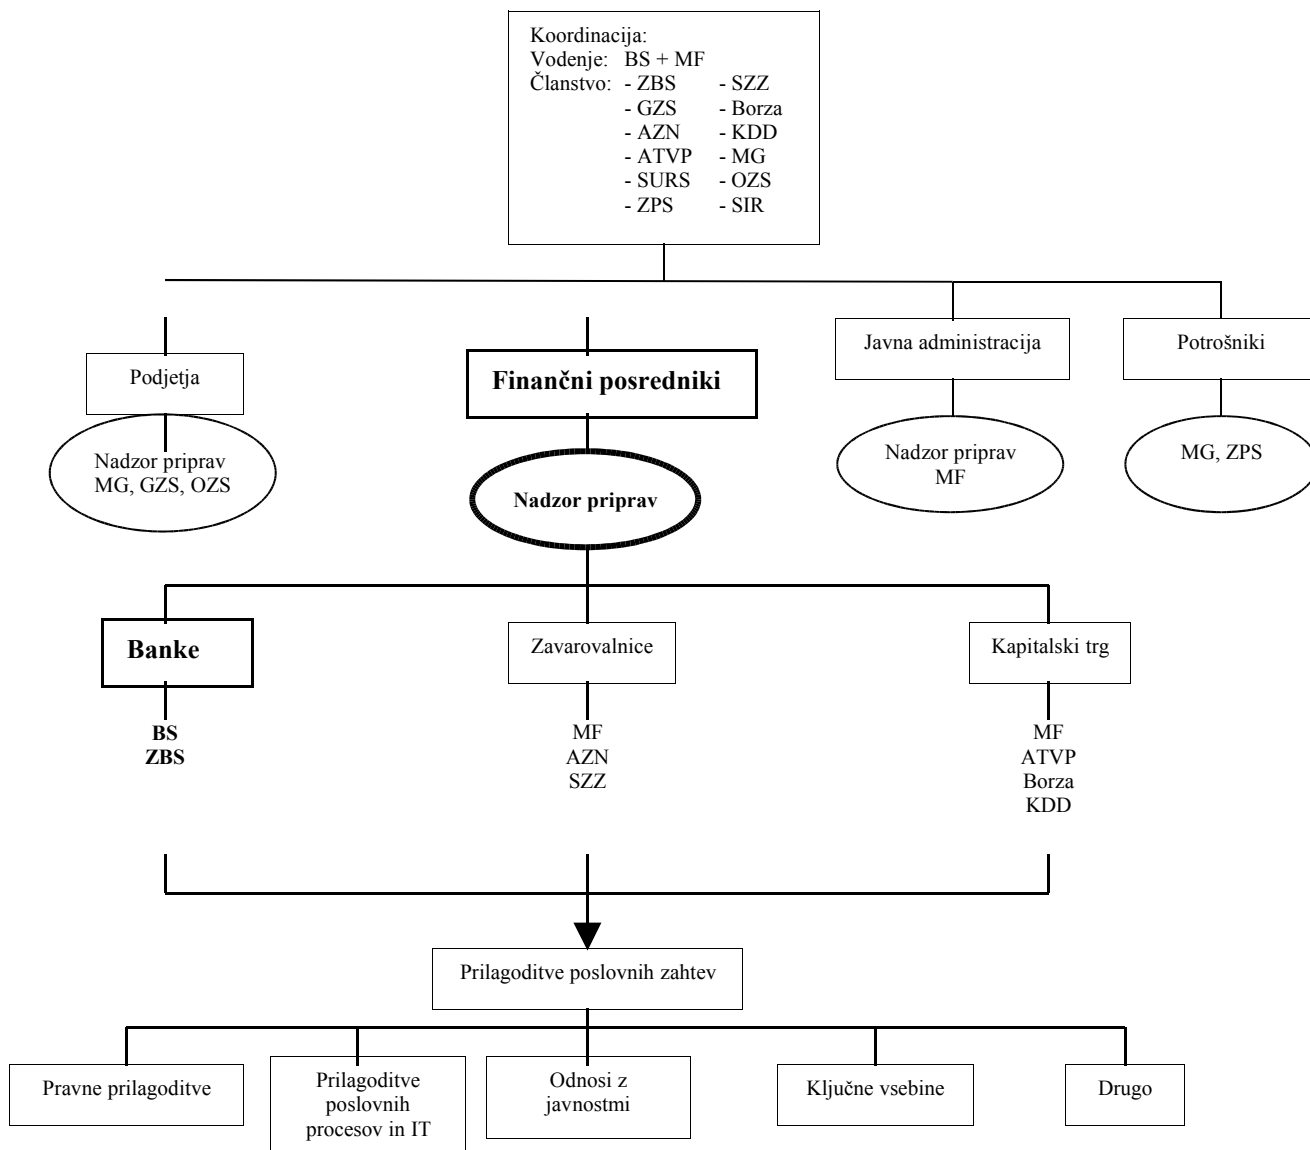 Koordinacija:
Vodenje: BS + MF
Članstvo: - ZBS - SZZ
- GZS - Borza
- AZN - KDD
- ATVP - MG
- SURS - OZS
- ZPS - SIR
Podjetja
Finančni posredniki
Javna administracija
Potrošniki
Nadzor priprav
MG, GZS, OZS
Nadzor priprav
Nadzor priprav
MF
MG, ZPS
Banke
Zavarovalnice
Kapitalski trg
BS
ZBS
MF
AZN
SZZ
MF
ATVP
Borza
KDD
Prilagoditve poslovnih zahtev
Pravne prilagoditve
Prilagoditve
poslovnih
procesov in IT
Odnosi z
javnostmi
Ključne vsebine
Drugo